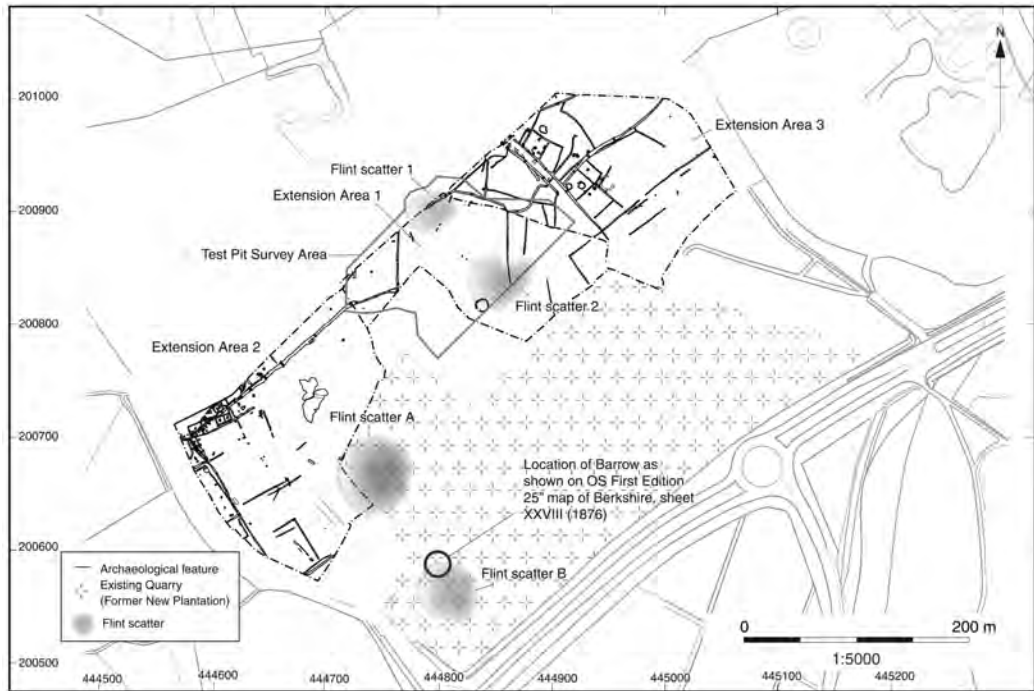 N
201000
200900
200800
200700
200600
200500
444500
444600
444700
444800
444900
445000
445100
445200
Extension Area 3
Flint scatter 1
Extension Area 1
Test Pit Survey Area
Flint scatter 2
Extension Area 2
Flint scatter A
Location of Barrow as
shown on OS First Edition
25" map of Berkshire, sheet
XXVIII (1876)
Flint scatter B
Archaeological feature
Existing Quarry
(Former New Plantation)
Flint scatter
0
200 m
1:5000